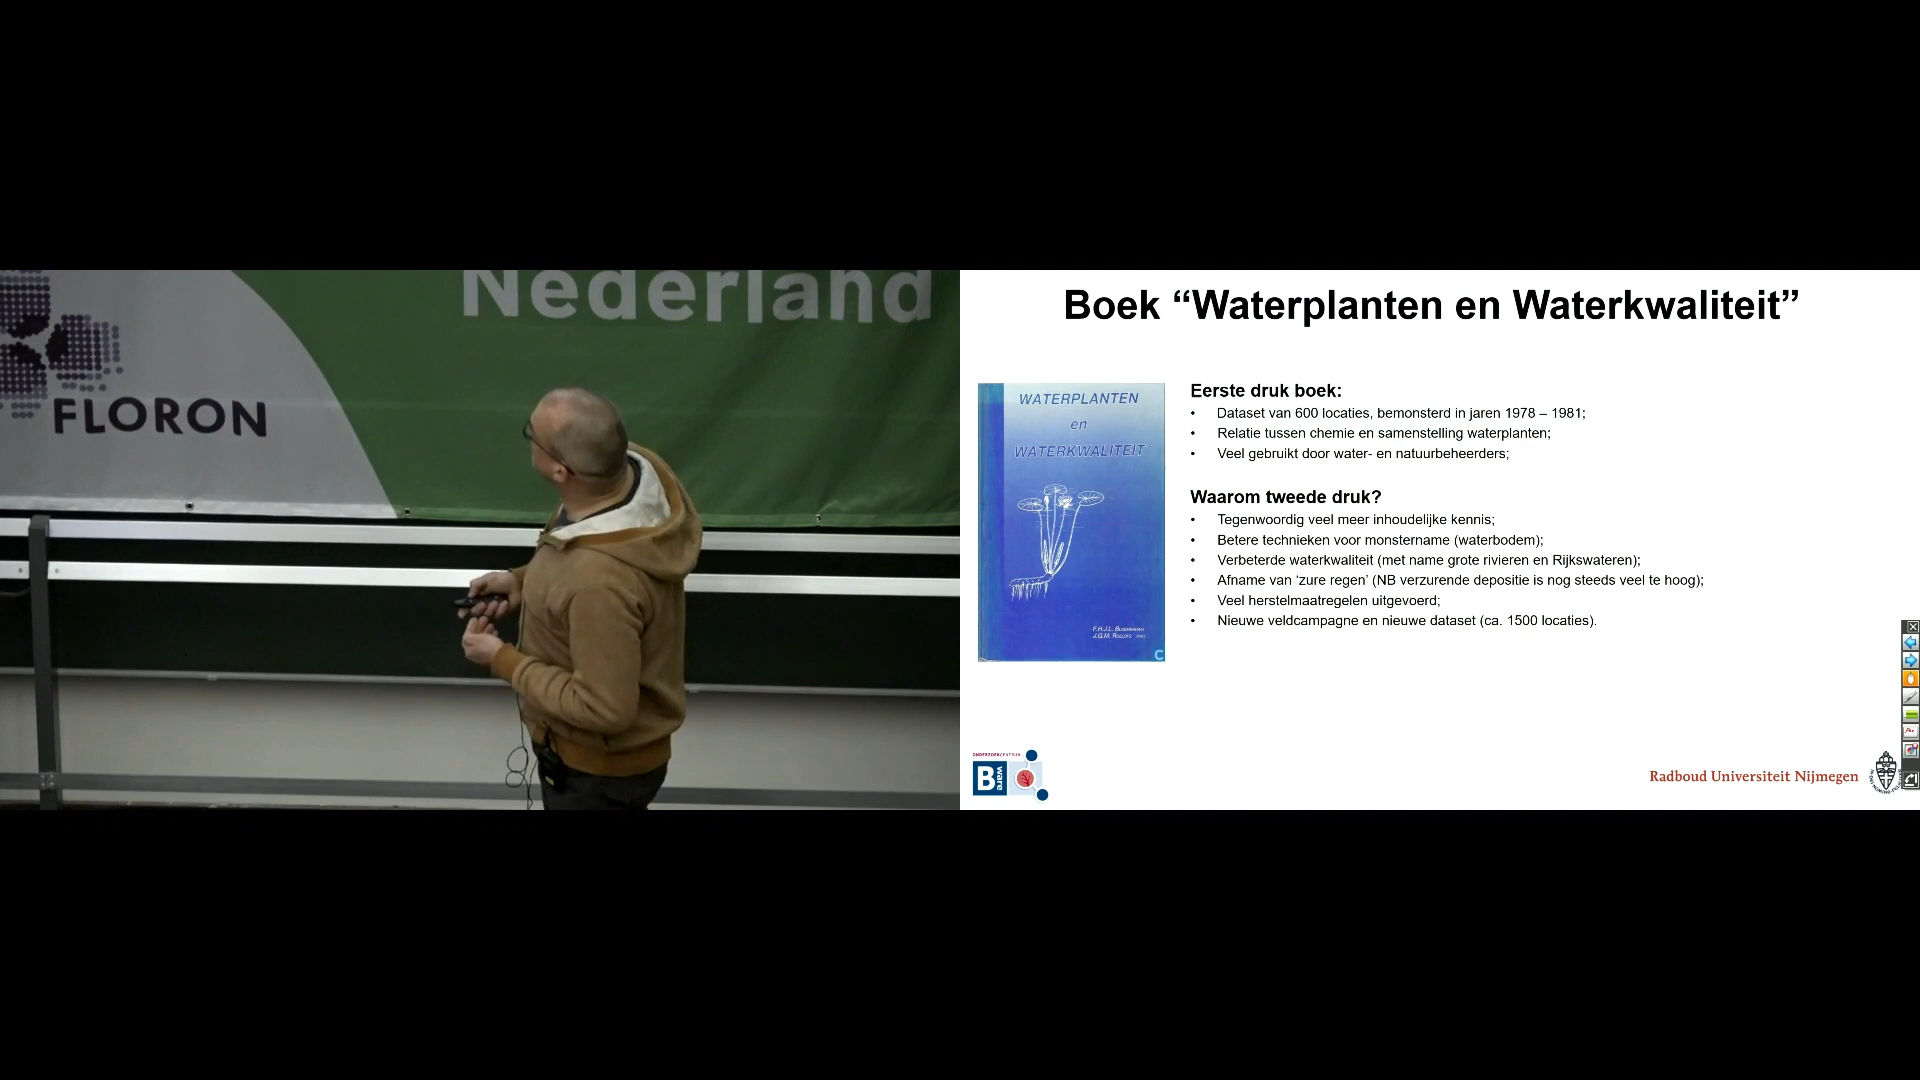 Nederland
FLORON
Boek “Waterplanten en Waterkwaliteit”
WATERPLANTEN
en
WATERKWALITEIT
F.H.J.L. Bloemendaal
J.G.M. Roelofs
C
Eerste druk boek:
• Dataset van 600 locaties, bemonsterd in jaren 1978 – 1981;
• Relatie tussen chemie en samenstelling waterplanten;
• Veel gebruikt door water- en natuurbeheerders;
Waarom tweede druk?
• Tegenwoordig veel meer inhoudelijke kennis;
• Betere technieken voor monstername (waterbodem);
• Verbeterde waterkwaliteit (met name grote rivieren en Rijkswateren);
• Afname van ‘zure regen’ (NB verzurende depositie is nog steeds veel te hoog);
• Veel herstelmaatregelen uitgevoerd;
• Nieuwe veldcampagne en nieuwe dataset (ca. 1500 locaties).
ONDERZOEKCENTRUM
B ware
Radboud Universiteit Nijmegen